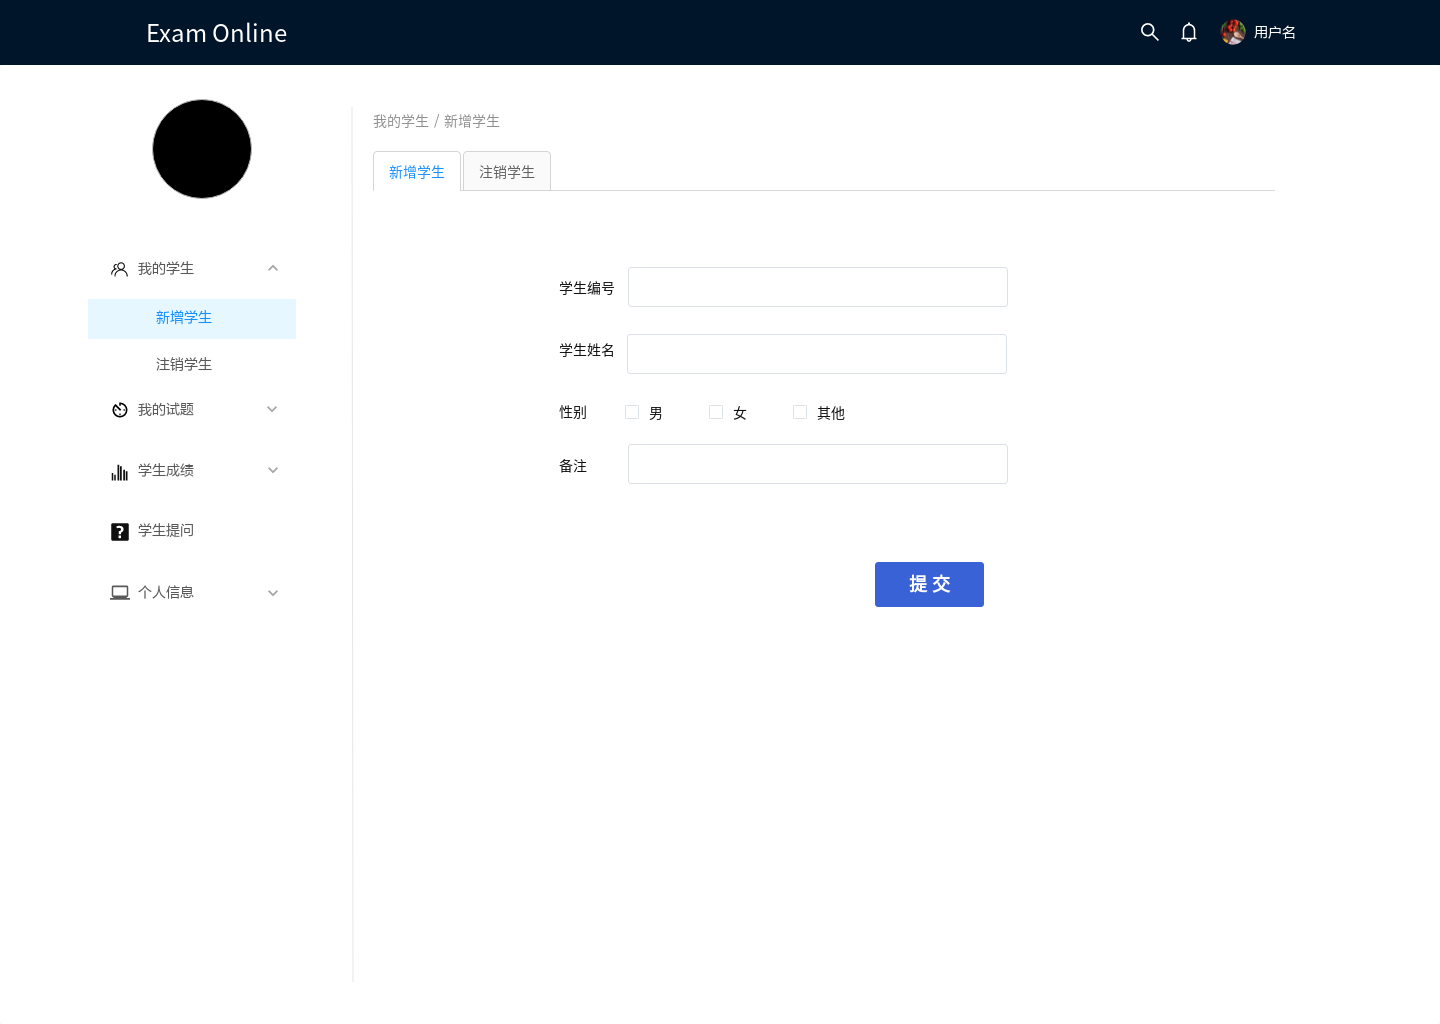 Exam Online
用户名
我的学生 / 新增学生
新增学生
注销学生
我的学生
新增学生
注销学生
我的试题
学生成绩
学生提问
个人信息
学生编号
学生姓名
性别 男 女 其他
备注
提 交